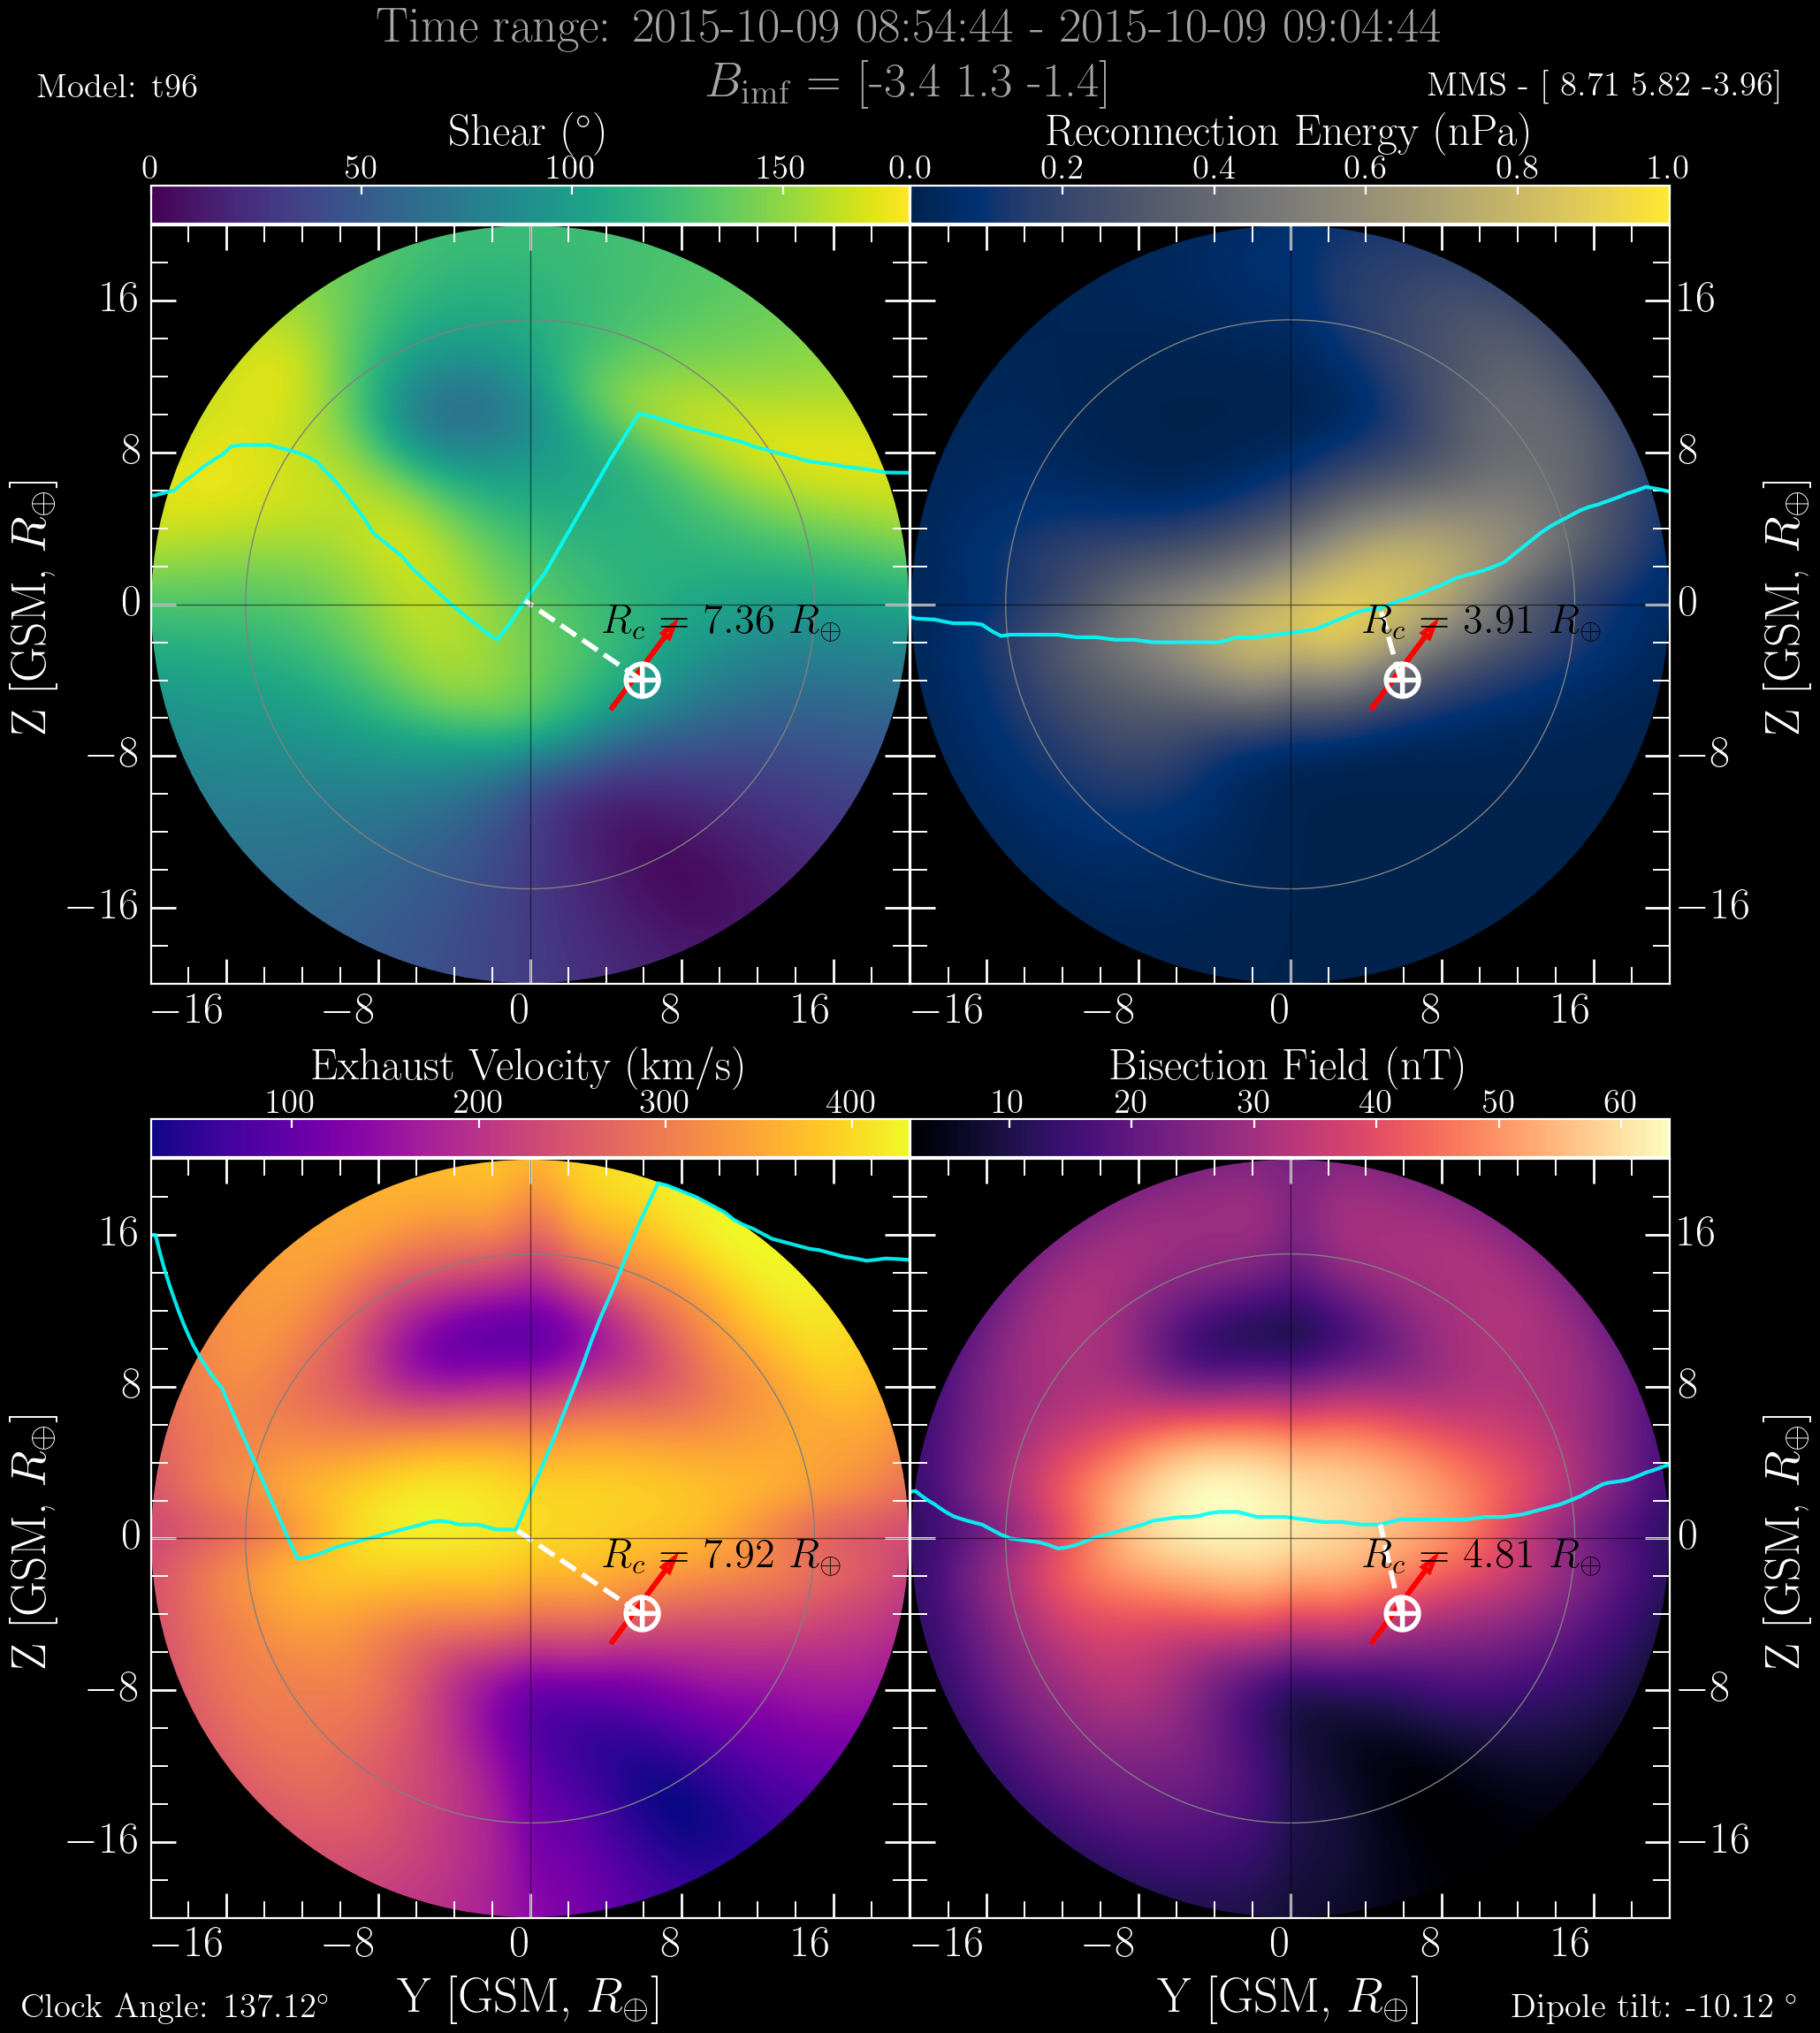 Time range: 2015-10-09 08:54:44 - 2015-10-09 09:04:44
Model: t96
B_imf = [-3.4 1.3 -1.4]
MMS - [ 8.71 5.82 -3.96]
Shear (°)
Reconnection Energy (nPa)
0 50 100 150
0.0 0.2 0.4 0.6 0.8 1.0
16 8 0 −8 −16
Z [GSM, R⊕]
R_c = 7.36 R⊕
R_c = 3.91 R⊕
16 8 0 −8 −16
Z [GSM, R⊕]
−16 −8 0 8 16
−16 −8 0 8 16
Exhaust Velocity (km/s)
Bisection Field (nT)
100 200 300 400
10 20 30 40 50 60
16 8 0 −8 −16
Z [GSM, R⊕]
R_c = 7.92 R⊕
R_c = 4.81 R⊕
16 8 0 −8 −16
Z [GSM, R⊕]
−16 −8 0 8 16
−16 −8 0 8 16
Y [GSM, R⊕]
Y [GSM, R⊕]
Clock Angle: 137.12°
Dipole tilt: -10.12 °